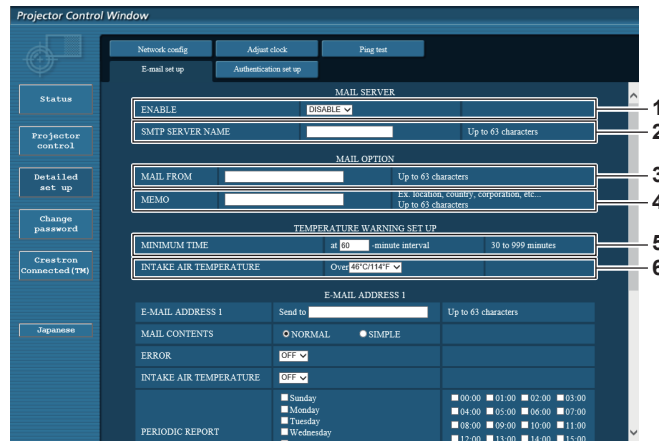 Projector Control Window
Network config
Adjust clock
Ping test
E-mail set up
Authentication set up
Status
Projector
control
Detailed
set up
Change
password
Crestron
Connected(TM)
Japanese
MAIL SERVER
ENABLE DISABLE 1
SMTP SERVER NAME Up to 63 characters 2
MAIL OPTION
MAIL FROM Up to 63 characters 3
MEMO Ex. location, country, corporation, etc...
Up to 63 characters 4
TEMPERATURE WARNING SET UP
MINIMUM TIME at 60 -minute interval 30 to 999 minutes 5
INTAKE AIR TEMPERATURE Over 46°C/114°F 6
E-MAIL ADDRESS 1
E-MAIL ADDRESS 1 Send to Up to 63 characters
MAIL CONTENTS NORMAL SIMPLE
ERROR OFF
INTAKE AIR TEMPERATURE OFF
PERIODIC REPORT
Sunday
Monday
Tuesday
Wednesday
00:00 01:00 02:00 03:00
04:00 05:00 06:00 07:00
08:00 09:00 10:00 11:00
12:00 13:00 14:00 15:00